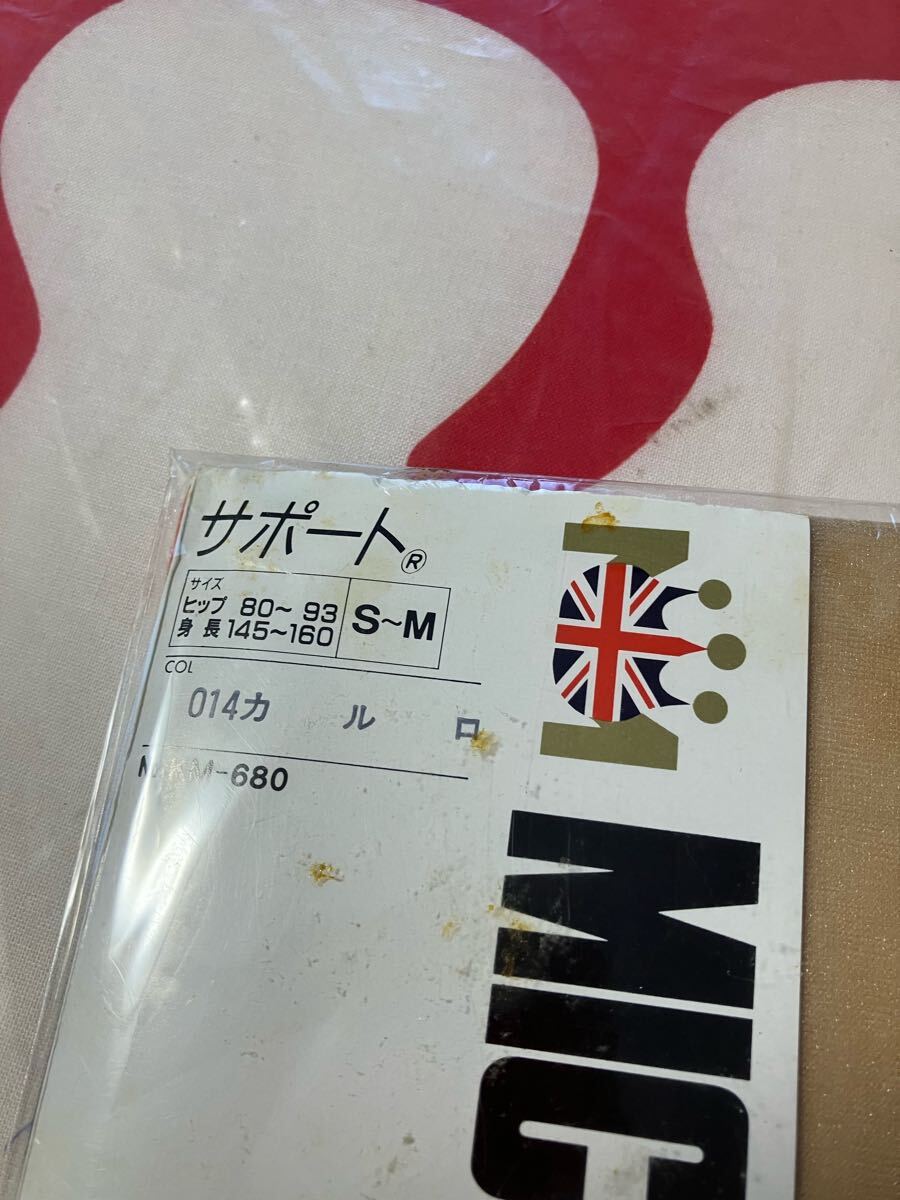 サポート®
サイズ
ヒップ 80～ 93
身長 145～160
S～M
COL
014カ ル ロ
M-680
MIC